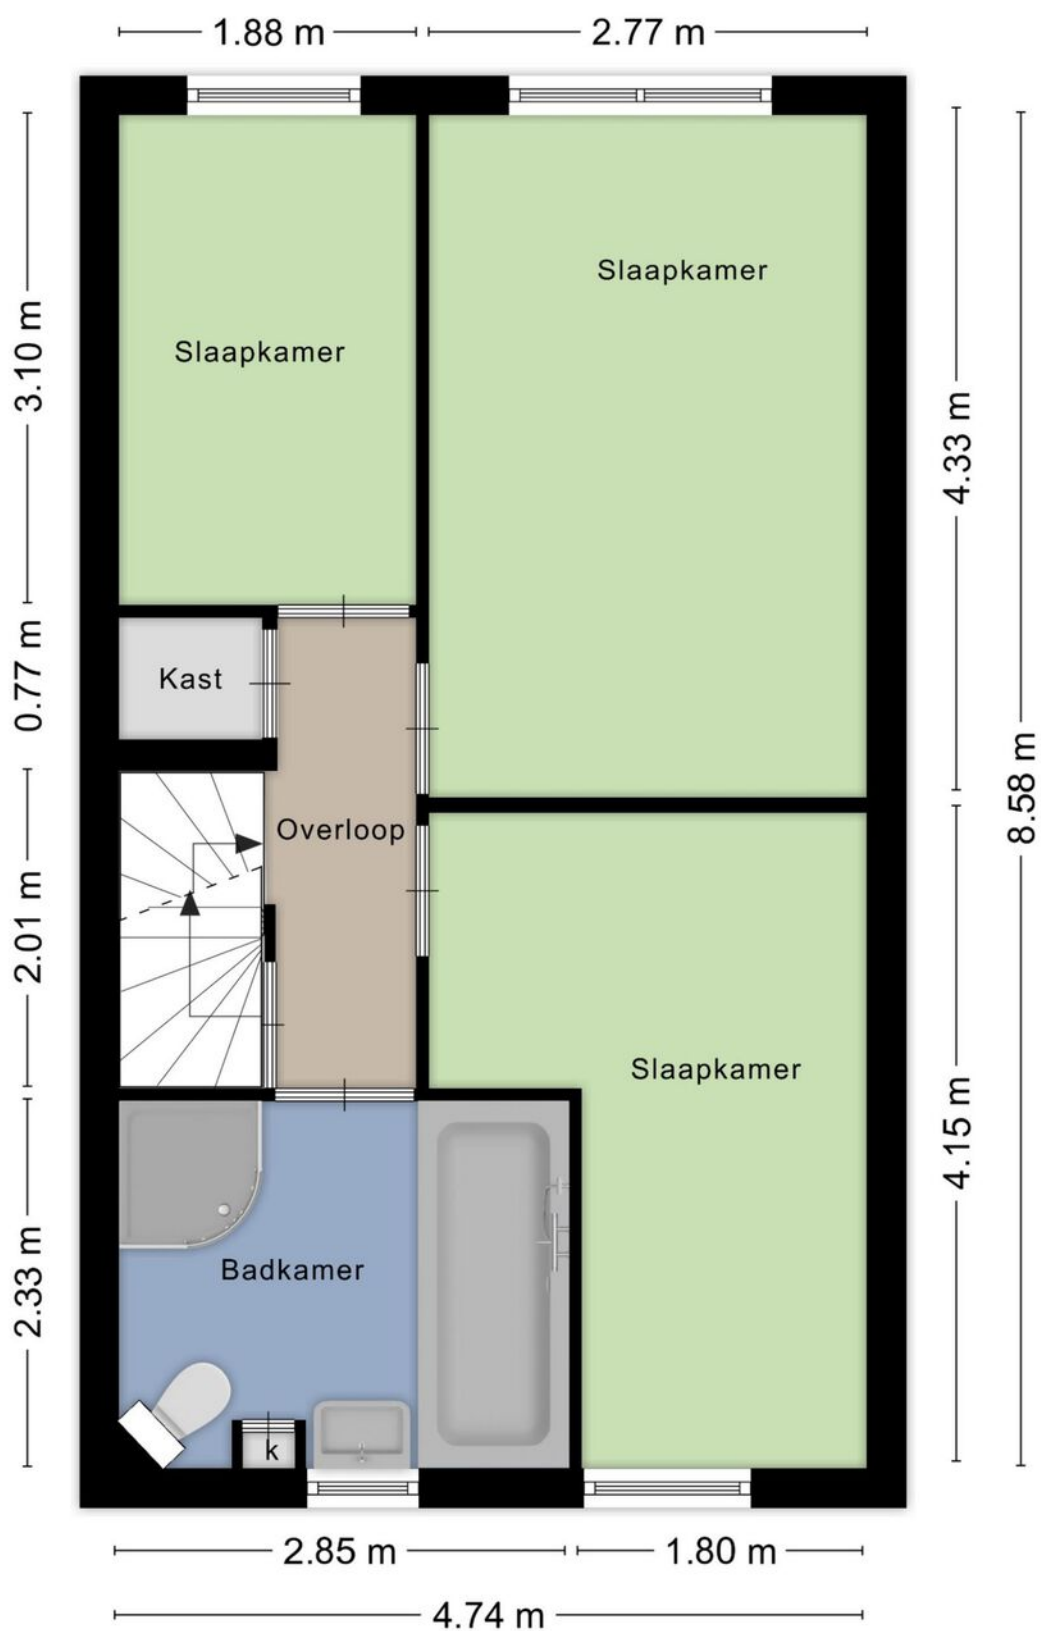 1.88 m
2.77 m
Slaapkamer
Slaapkamer
3.10 m
4.33 m
Kast
0.77 m
8.58 m
Overloop
2.01 m
Slaapkamer
4.15 m
Badkamer
2.33 m
k
2.85 m
1.80 m
4.74 m